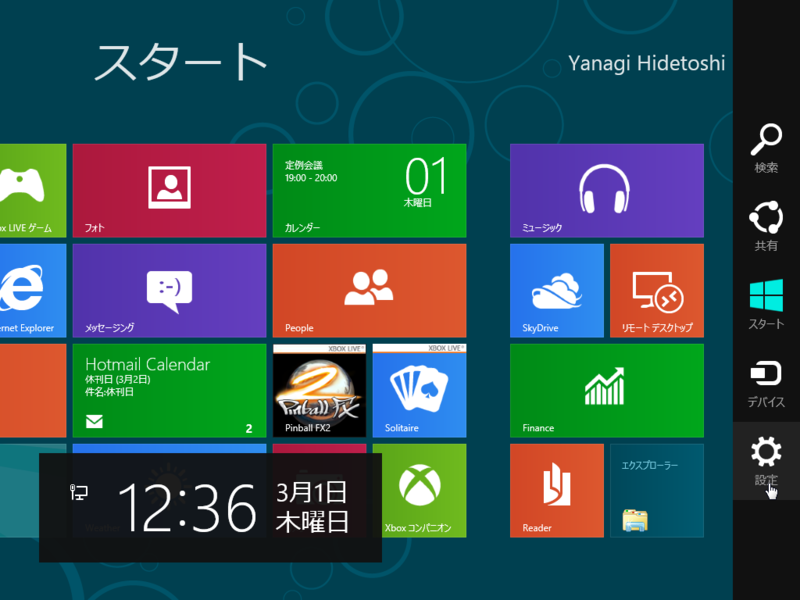 スタート
Yanagi Hidetoshi
検索
共有
スタート
デバイス
設定
ox LIVE ゲーム
フォト
定例会議
19:00 - 20:00
01
木曜日
カレンダー
ミュージック
rnet Explorer
メッセージング
:-)
People
SkyDrive
リモート デスクトップ
Hotmail Calendar
休刊日 (3月2日)
件名:休刊日
2
XBOX LIVE
2
Pinball FX
Pinball FX2
XBOX LIVE
Solitaire
Finance
12:36
3月1日
木曜日
Xbox コンパニオン
Reader
エクスプローラー